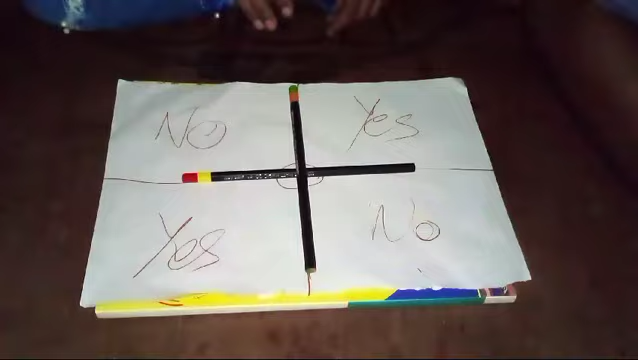 No Yes
Yes No